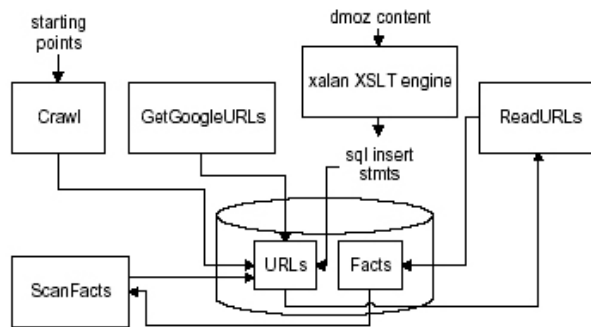 starting
points
dmoz content
Crawl
GetGoogleURLs
xalan XSLT engine
ReadURLs
sql insert
stmts
URLs
Facts
ScanFacts